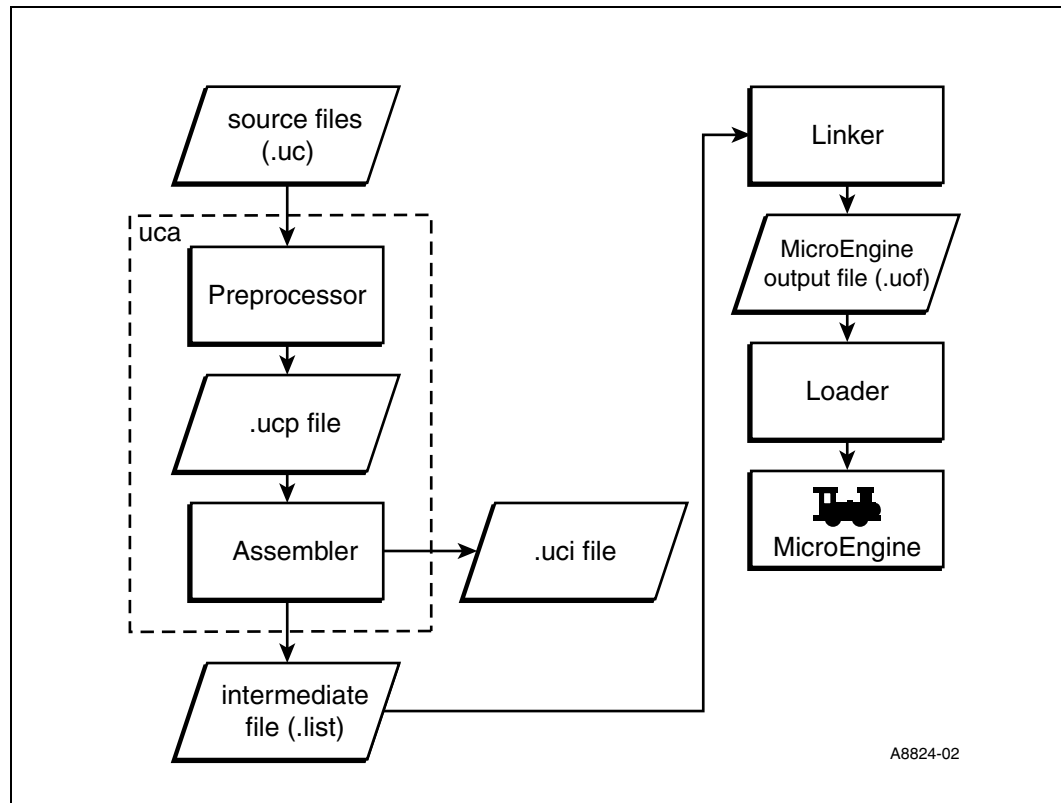 source files
(.uc)
uca
Preprocessor
.ucp file
Assembler
.uci file
intermediate
file (.list)
Linker
MicroEngine
output file (.uof)
Loader
MicroEngine
A8824-02